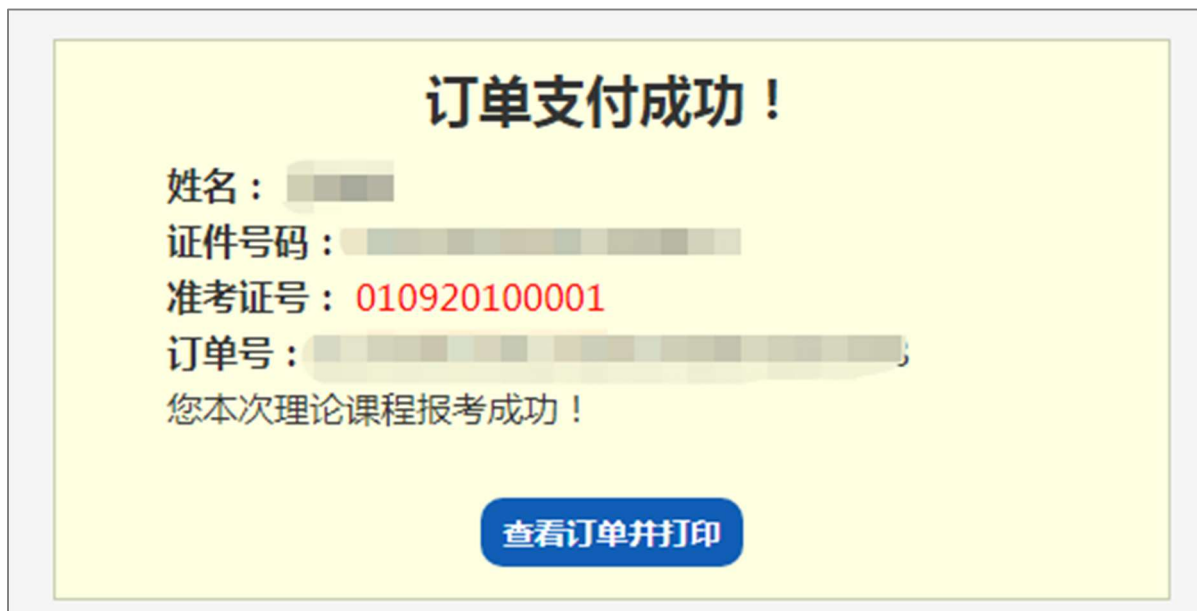 订单支付成功！
姓名：
证件号码：
准考证号： 010920100001
订单号：
您本次理论课程报考成功！
查看订单并打印